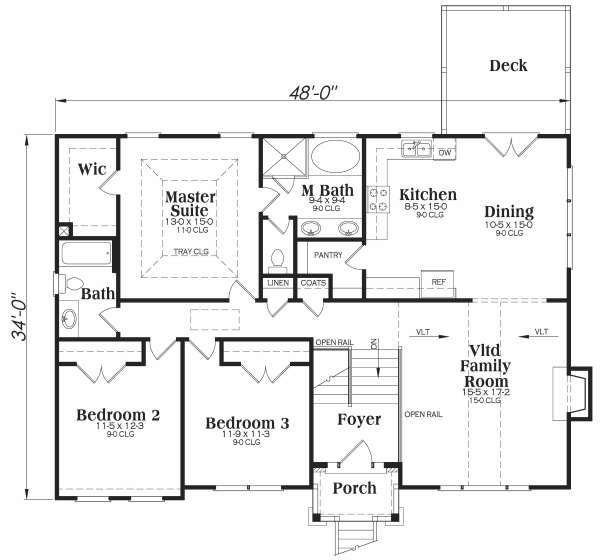 Deck
48'-0"
34'-0"
Wic
Master
Suite
13-0 x 15-0
11-0 CLG
TRAY CLG
M Bath
9-4 x 9-4
9-0 CLG
DW
Kitchen
8-5 x 15-0
9-0 CLG
Dining
10-5 x 15-0
9-0 CLG
PANTRY
REF
LINEN
COATS
Bath
OPEN RAIL
DN
VLT
VLT
Vltd
Family
Room
15-5 x 17-2
15-0 CLG
OPEN RAIL
Bedroom 2
11-5 x 12-3
9-0 CLG
Bedroom 3
11-9 x 11-3
9-0 CLG
Foyer
Porch